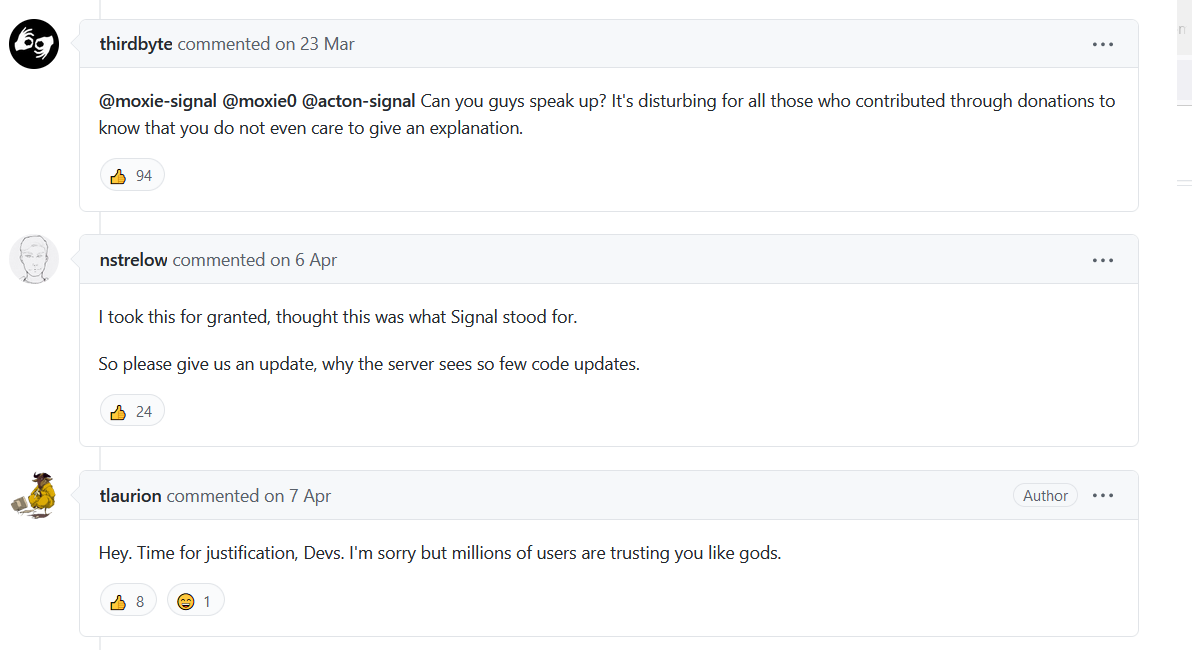 thirdbyte commented on 23 Mar
@moxie-signal @moxie0 @acton-signal Can you guys speak up? It's disturbing for all those who contributed through donations to
know that you do not even care to give an explanation.
94
nstrelow commented on 6 Apr
I took this for granted, thought this was what Signal stood for.
So please give us an update, why the server sees so few code updates.
24
tlaurion commented on 7 Apr
Author
Hey. Time for justification, Devs. I'm sorry but millions of users are trusting you like gods.
8
1